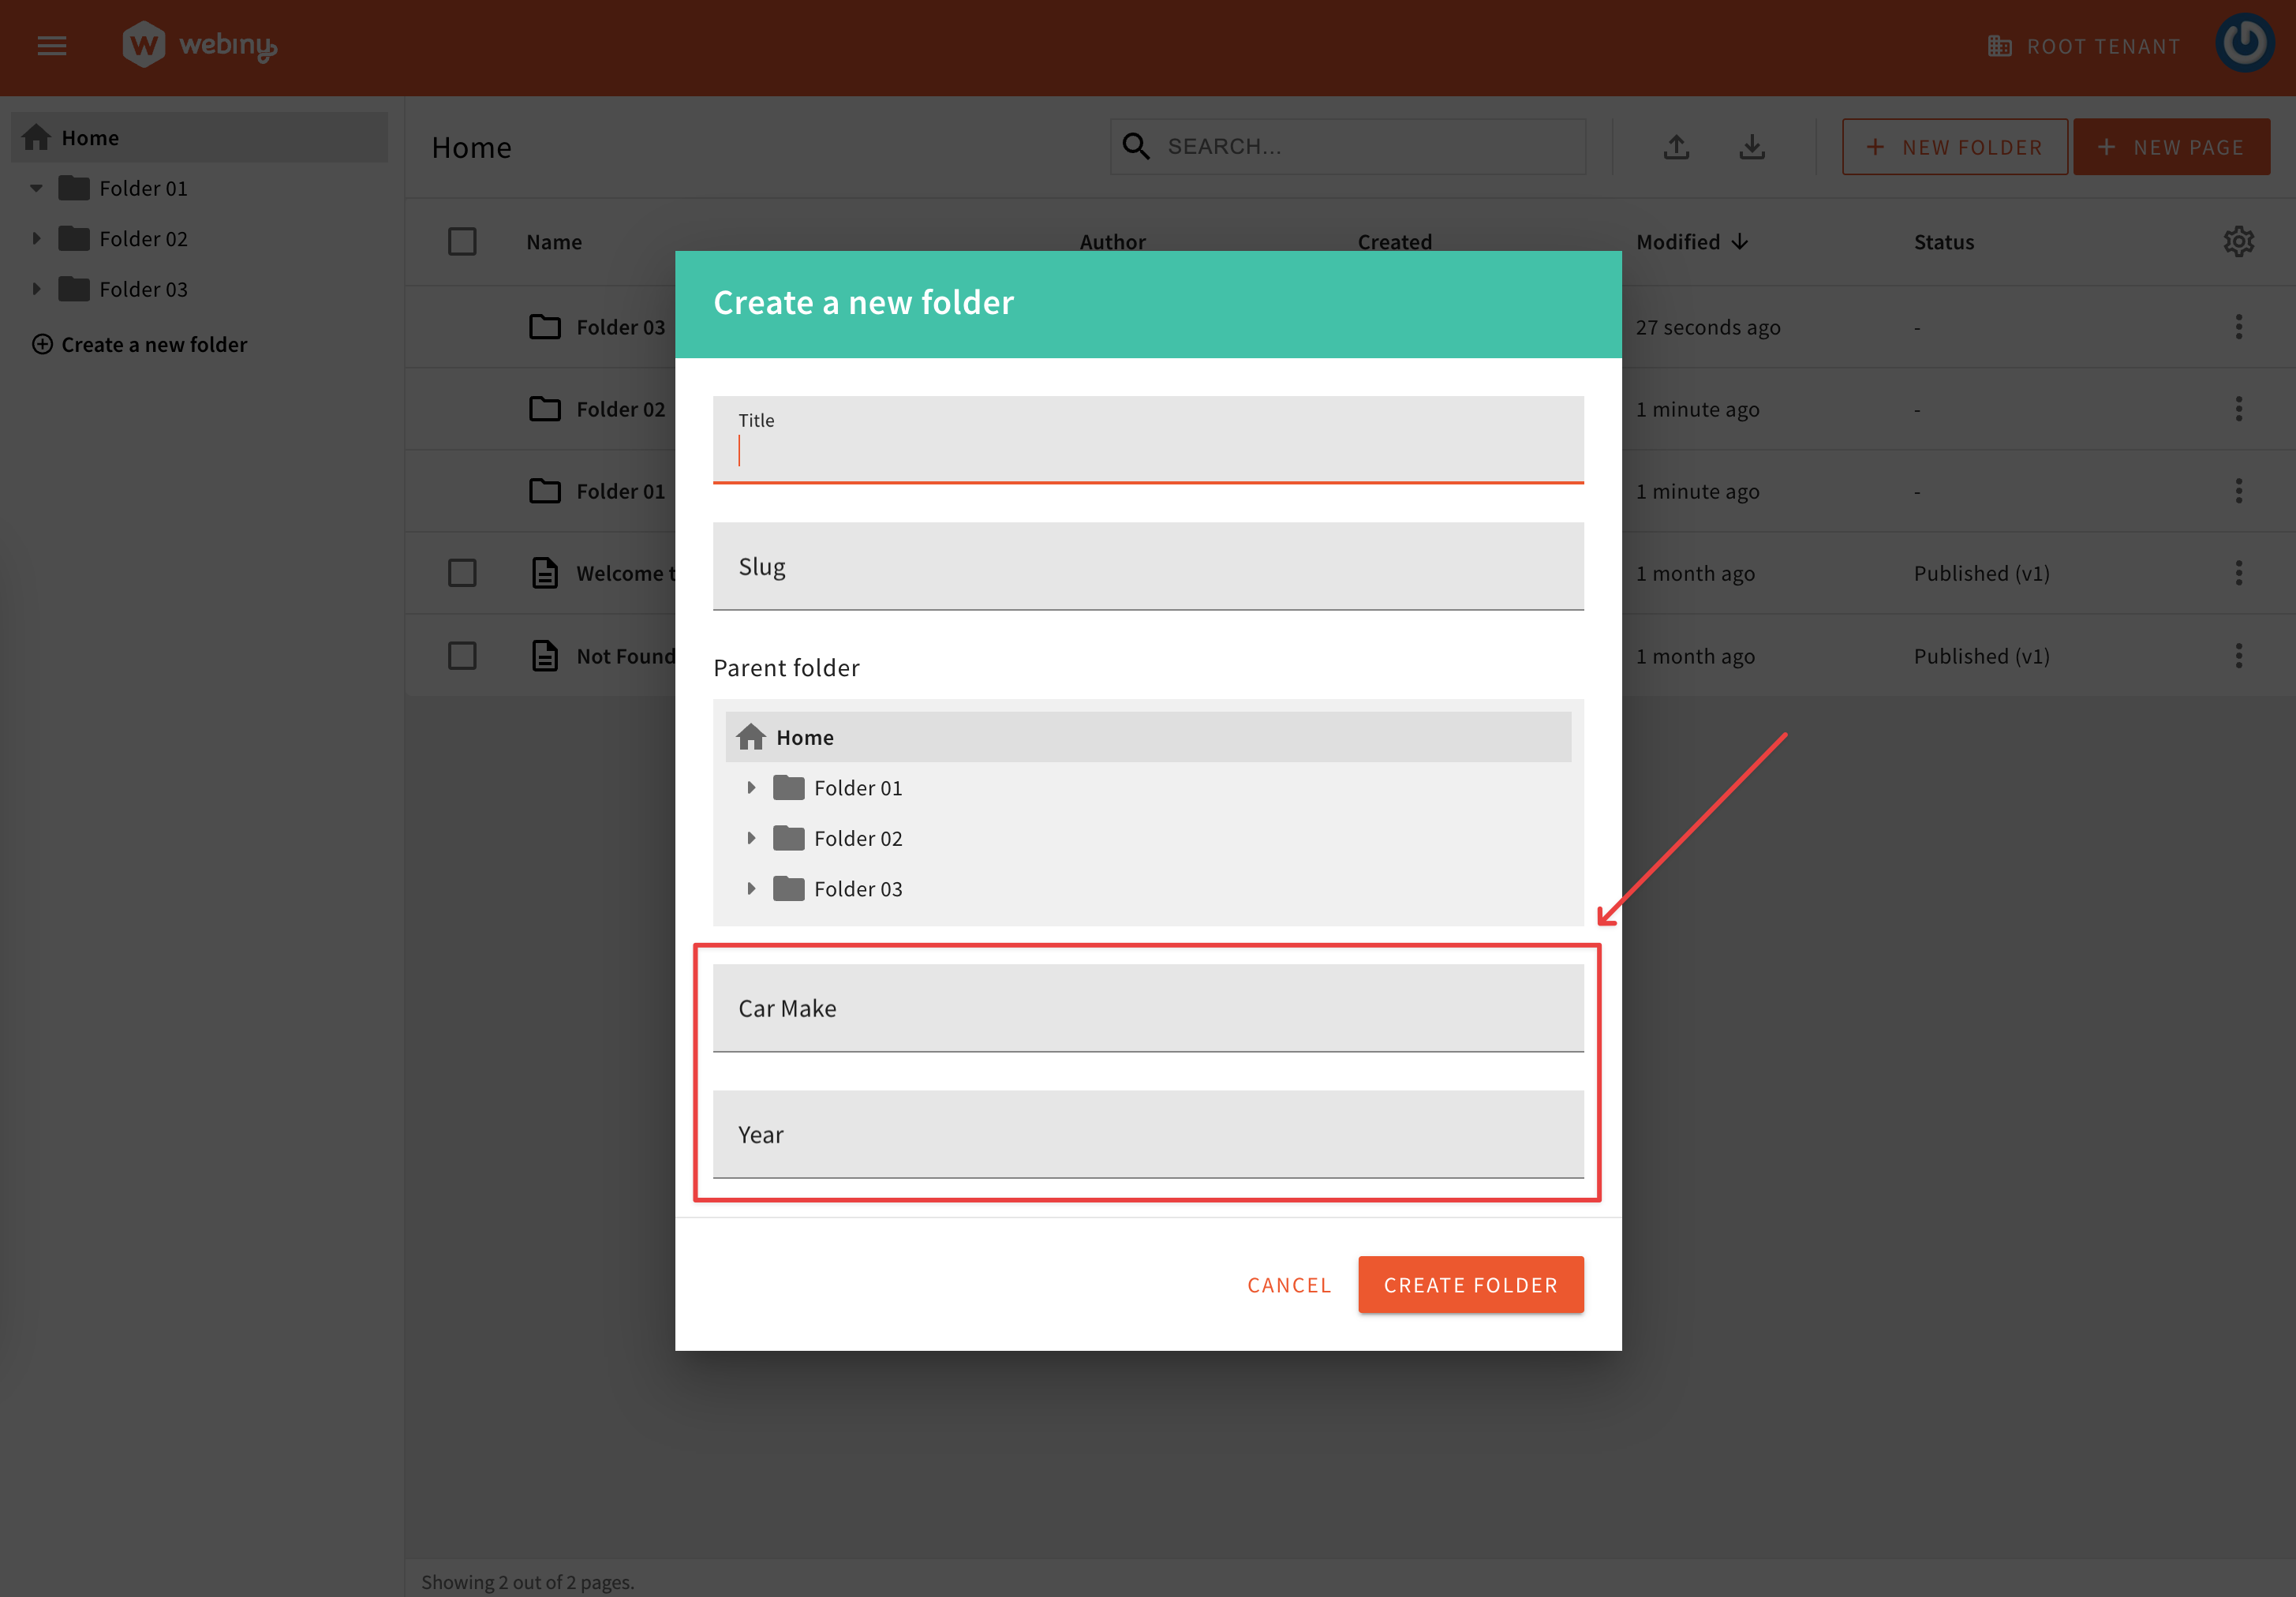 webiny
ROOT TENANT
Home
Folder 01
Folder 02
Folder 03
Create a new folder
Home
SEARCH...
+ NEW FOLDER
+ NEW PAGE
Name Author Created Modified Status
Folder 03 27 seconds ago -
Folder 02 1 minute ago -
Folder 01 1 minute ago -
Welcome t 1 month ago Published (v1)
Not Found 1 month ago Published (v1)
Create a new folder
Title
Slug
Parent folder
Home
Folder 01
Folder 02
Folder 03
Car Make
Year
CANCEL
CREATE FOLDER
Showing 2 out of 2 pages.